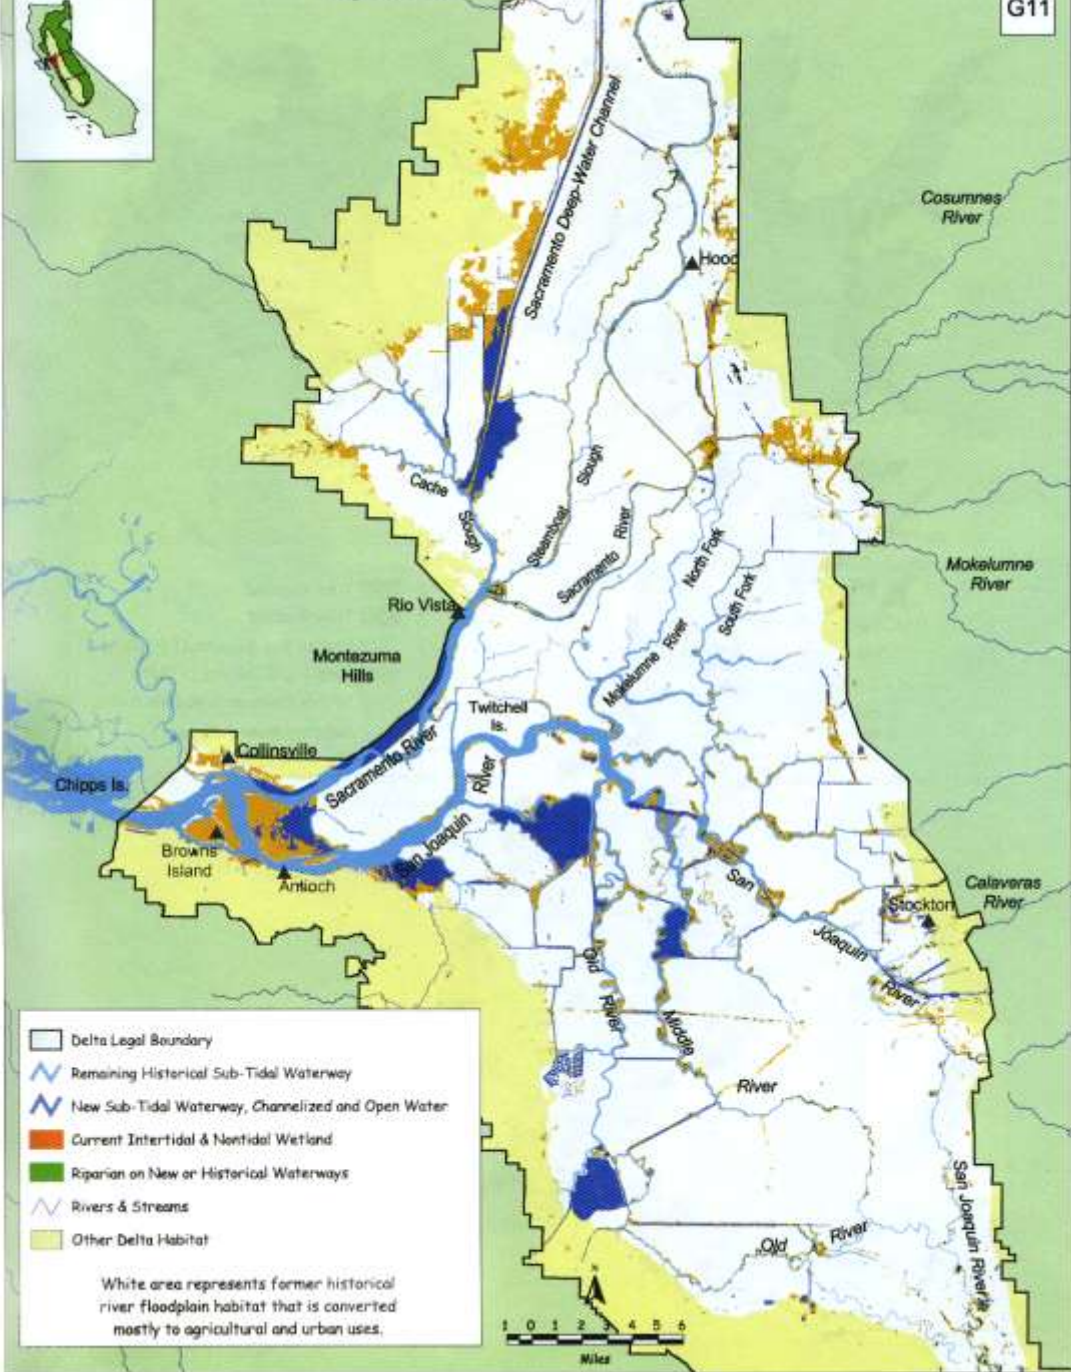 G11
Sacramento Deep-Water Channel
Cosumnes
River
Hood
Cache
Slough
Steamboat
Slough
Sacramento
River
North Fork
South Fork
Mokelumne
River
Rio Vista
Montezuma
Hills
Mokelumne
River
Twitchell
Is.
Collinsville
Sacramento River
River
Chipps Is.
San Joaquin
Browns
Island
Antioch
San
Calaveras
River
Stockton
Joaquin
River
Old
River
Middle
River
San Joaquin River
Old
River
Delta Legal Boundary
Remaining Historical Sub-Tidal Waterway
New Sub-Tidal Waterway, Channelized and Open Water
Current Intertidal & Nontidal Wetland
Riparian on New or Historical Waterways
Rivers & Streams
Other Delta Habitat
White area represents former historical
river floodplain habitat that is converted
mostly to agricultural and urban uses.
N
1 0 1 2 3 4 5 6
Miles